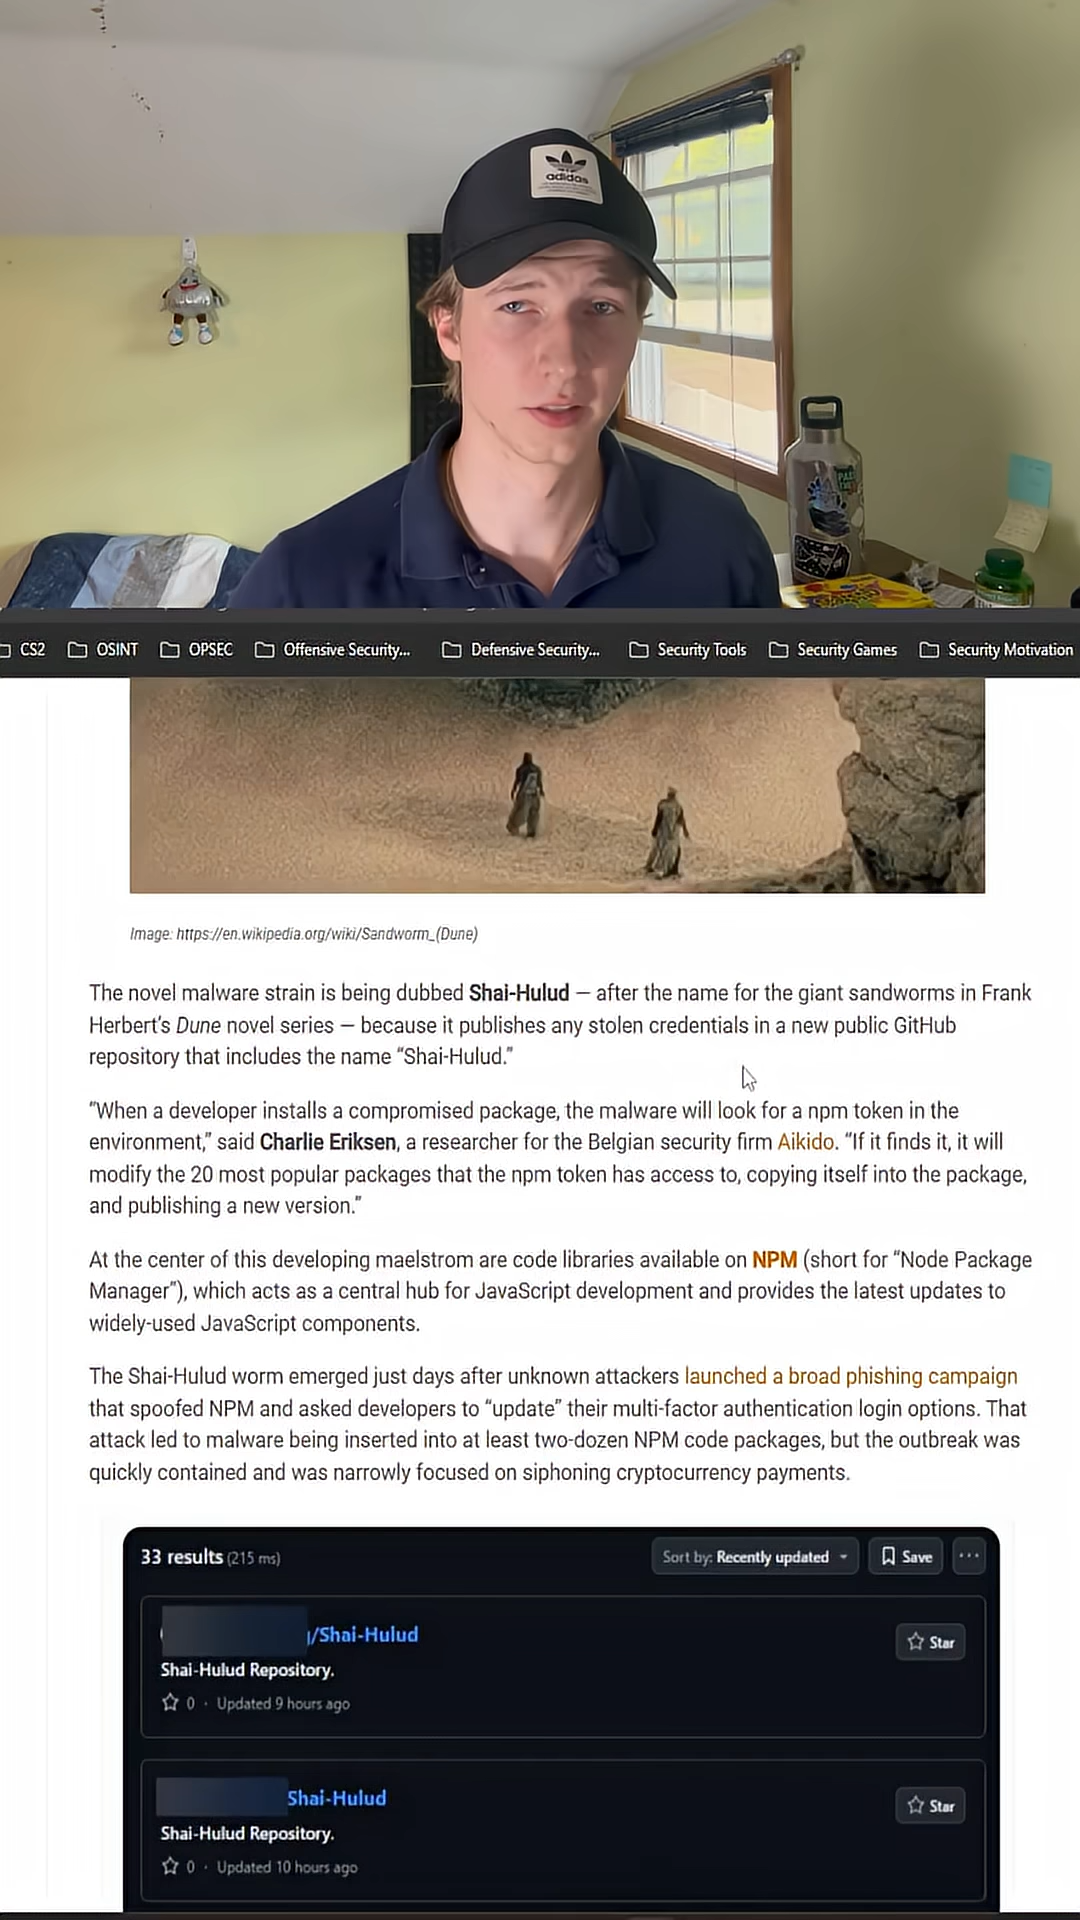 adidas
CS2
OSINT
OPSEC
Offensive Security...
Defensive Security...
Security Tools
Security Games
Security Motivation
Image: https://en.wikipedia.org/wiki/Sandworm_(Dune)
The novel malware strain is being dubbed Shai-Hulud — after the name for the giant sandworms in Frank
Herbert's Dune novel series — because it publishes any stolen credentials in a new public GitHub
repository that includes the name “Shai-Hulud.”
“When a developer installs a compromised package, the malware will look for a npm token in the
environment,” said Charlie Eriksen, a researcher for the Belgian security firm Aikido. “If it finds it, it will
modify the 20 most popular packages that the npm token has access to, copying itself into the package,
and publishing a new version.”
At the center of this developing maelstrom are code libraries available on NPM (short for “Node Package
Manager”), which acts as a central hub for JavaScript development and provides the latest updates to
widely-used JavaScript components.
The Shai-Hulud worm emerged just days after unknown attackers launched a broad phishing campaign
that spoofed NPM and asked developers to “update” their multi-factor authentication login options. That
attack led to malware being inserted into at least two-dozen NPM code packages, but the outbreak was
quickly contained and was narrowly focused on siphoning cryptocurrency payments.
33 results (215 ms)
Sort by: Recently updated
Save
/Shai-Hulud
Star
Shai-Hulud Repository.
0 · Updated 9 hours ago
Shai-Hulud
Star
Shai-Hulud Repository.
0 · Updated 10 hours ago